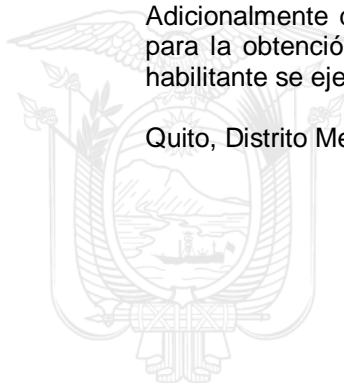 Adicionalmente
para la obtenció
habilitante se eje
Quito, Distrito Me